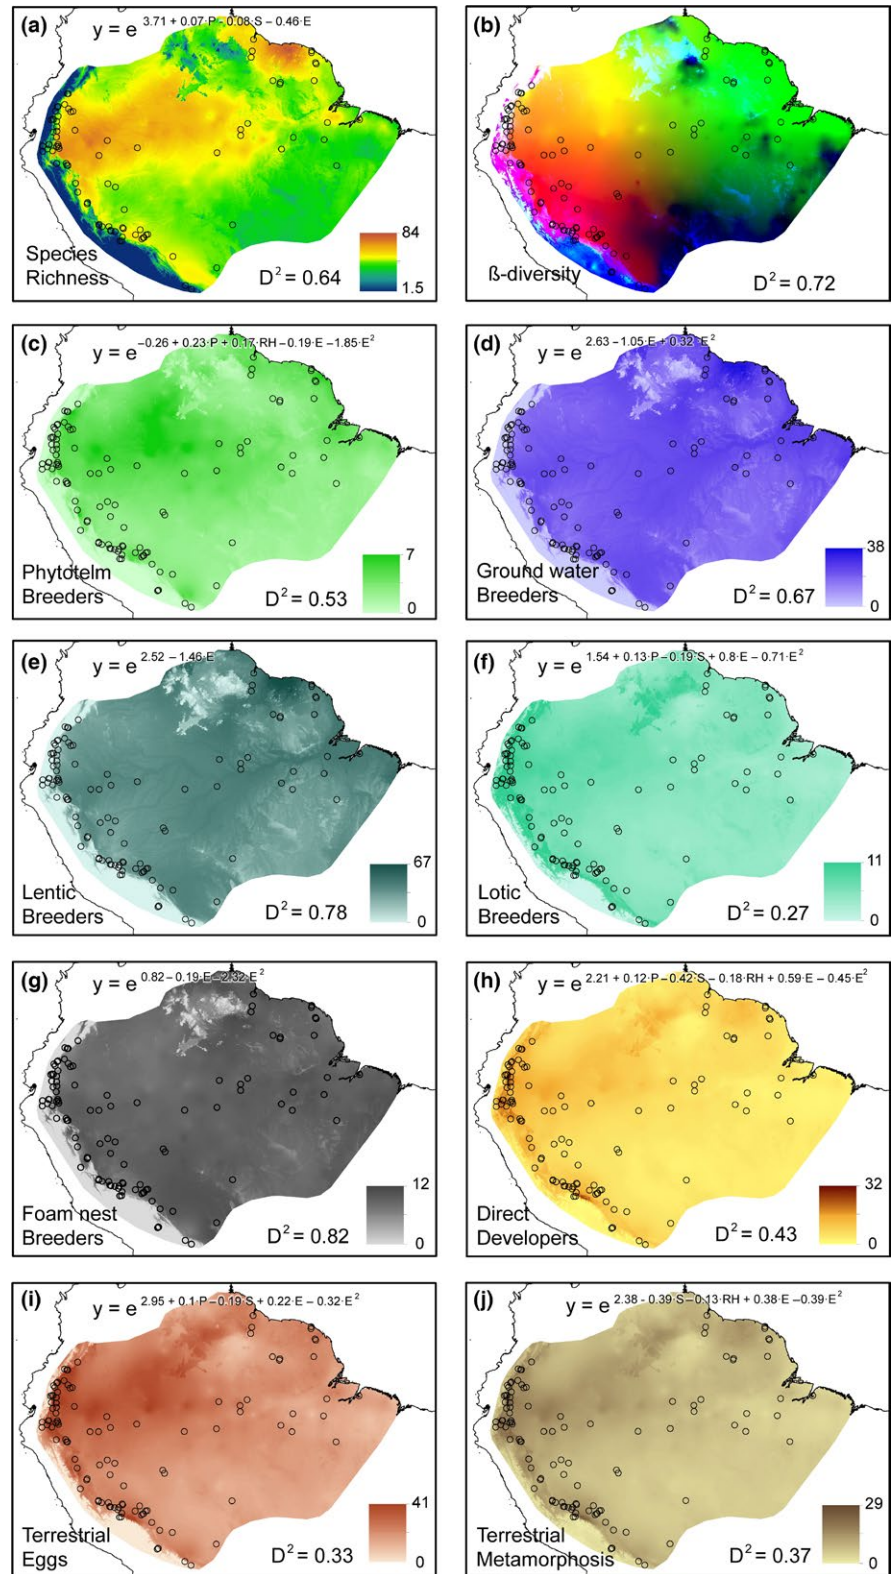 (a) y = e 3.71 + 0.07·P - 0.08·S − 0.46·E
84
1.5
Species
Richness D² = 0.64
(b)
ß-diversity D² = 0.72
(c) y = e −0.26 + 0.23·P + 0.17·RH −0.19·E −1.85·E²
7
0
Phytotelm
Breeders D² = 0.53
(d) y = e 2.63 −1.05·E + 0.32·E²
38
0
Ground water
Breeders D² = 0.67
(e) y = e 2.52 − 1.46·E
67
0
Lentic
Breeders D² = 0.78
(f) y = e 1.54 + 0.13·P −0.19·S + 0.8·E −0.71·E²
11
0
Lotic
Breeders D² = 0.27
(g) y = e 0.82 −0.19·E −2.32·E²
12
0
Foam nest
Breeders D² = 0.82
(h) y = e 2.21 + 0.12·P −0.42·S −0.18·RH + 0.59·E −0.45·E²
32
0
Direct
Developers D² = 0.43
(i) y = e 2.95 + 0.1·P −0.19·S + 0.22·E −0.32·E²
41
0
Terrestrial
Eggs D² = 0.33
(j) y = e 2.38 −0.39·S −0.13·RH + 0.38·E −0.39·E²
29
0
Terrestrial
Metamorphosis D² = 0.37